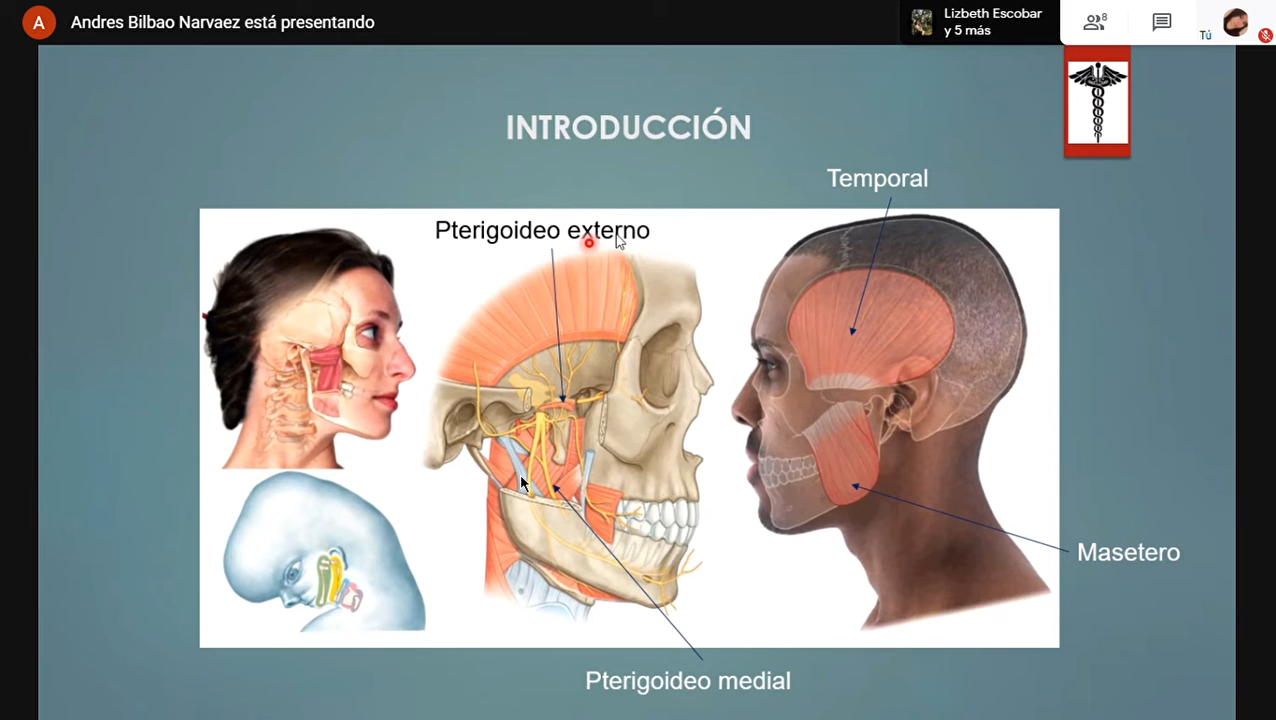 A
Andres Bilbao Narvaez está presentando
Lizbeth Escobar
y 5 más
8
Tú
INTRODUCCIÓN
Temporal
Pterigoideo externo
Masetero
Pterigoideo medial